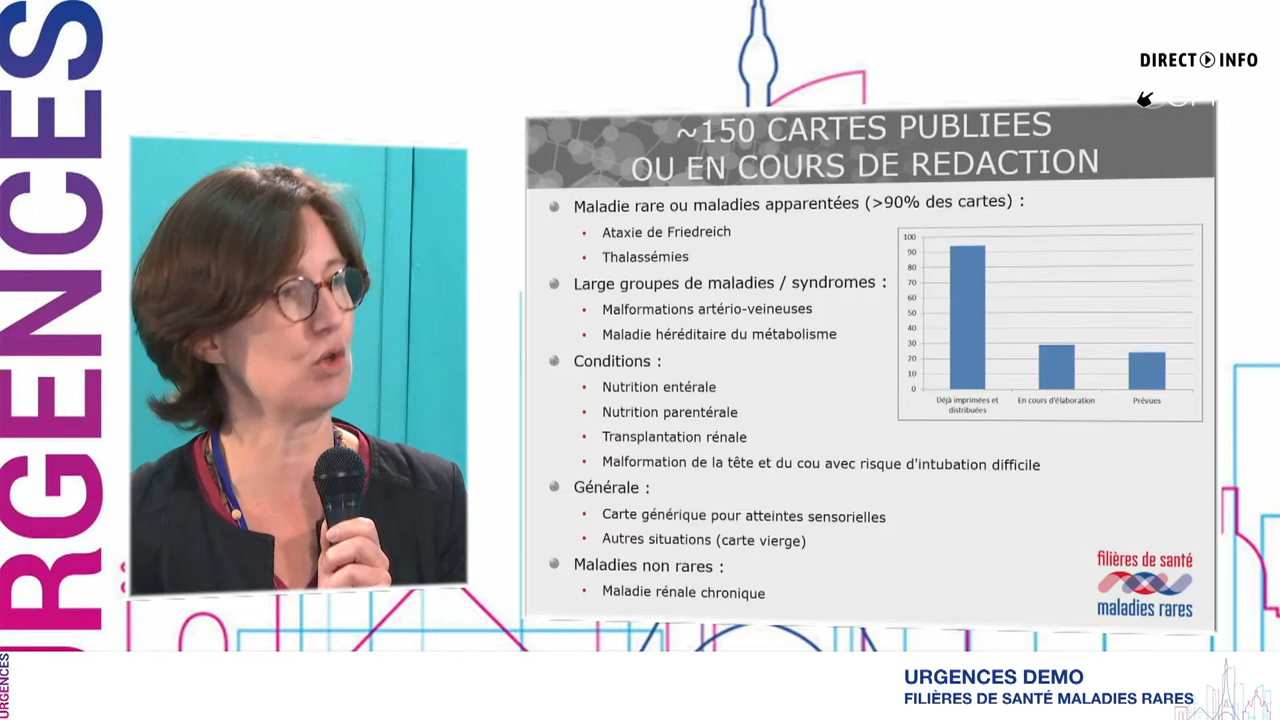 URGENCES
DIRECT INFO
~150 CARTES PUBLIEES
OU EN COURS DE REDACTION
Maladie rare ou maladies apparentées (>90% des cartes) :
Ataxie de Friedreich
Thalassémies
Large groupes de maladies / syndromes :
Malformations artério-veineuses
Maladie héréditaire du métabolisme
Conditions :
Nutrition entérale
Nutrition parentérale
Transplantation rénale
Malformation de la tête et du cou avec risque d'intubation difficile
Générale :
Carte générique pour atteintes sensorielles
Autres situations (carte vierge)
Maladies non rares :
Maladie rénale chronique
100
90
80
70
60
50
40
30
20
10
0
Déjà imprimées et
distribuées
En cours d'élaboration
Prévues
filières de santé
maladies rares
URGENCES
URGENCES DEMO
FILIÈRES DE SANTÉ MALADIES RARES